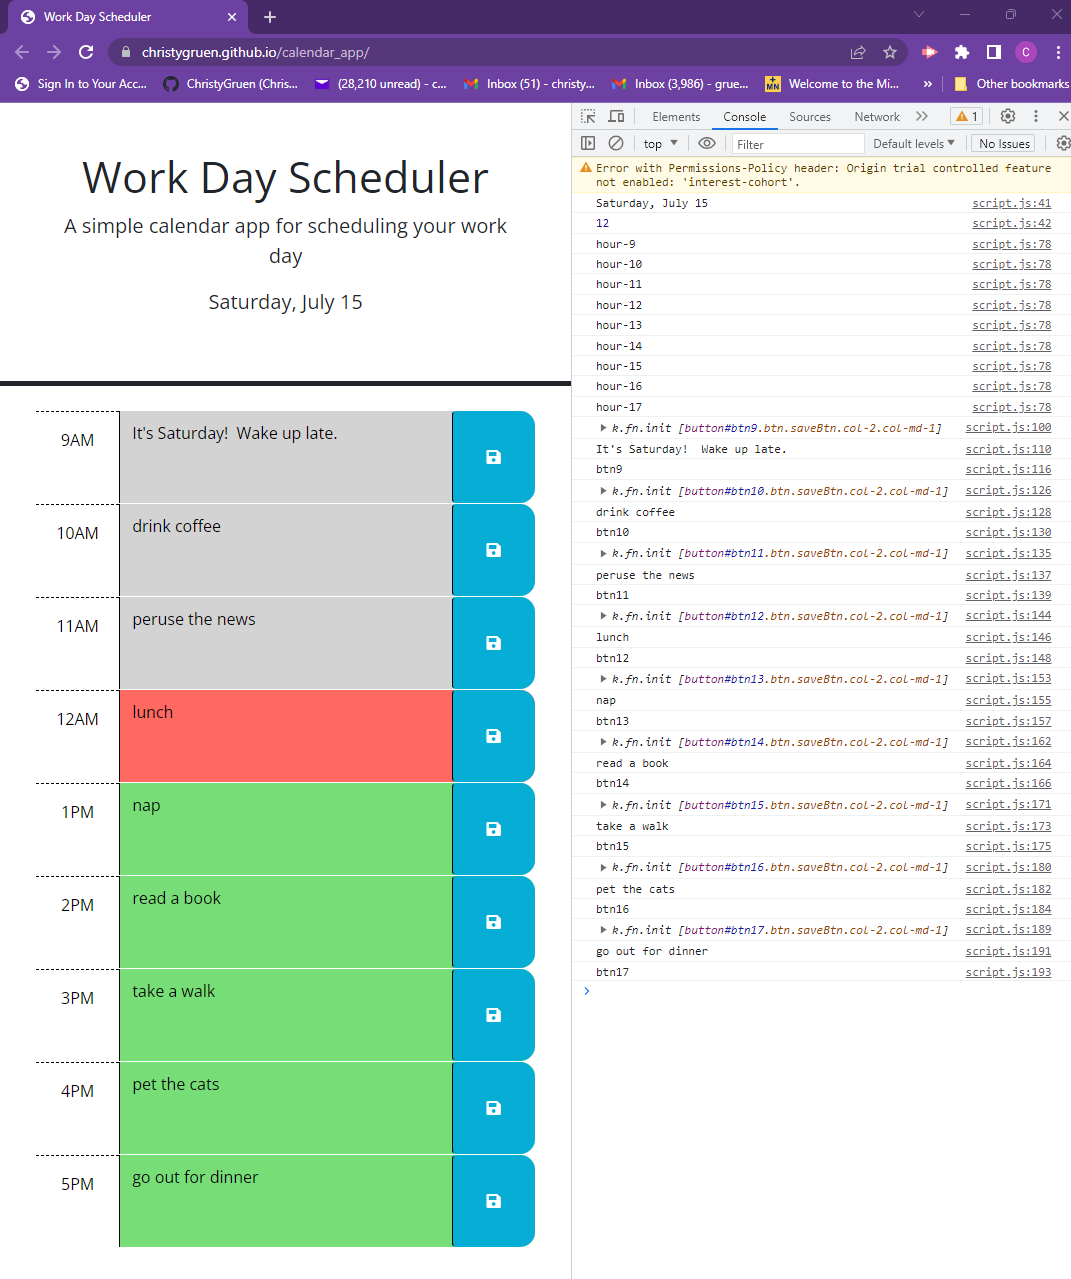 Work Day Scheduler
christygruen.github.io/calendar_app/
C
Sign In to Your Acc...
ChristyGruen (Chris...
(28,210 unread) - c...
Inbox (51) - christy...
Inbox (3,986) - grue...
Welcome to the Mi...
»
Other bookmarks
Work Day Scheduler
A simple calendar app for scheduling your work
day
Saturday, July 15
9AM It's Saturday!  Wake up late.
10AM drink coffee
11AM peruse the news
12AM lunch
1PM nap
2PM read a book
3PM take a walk
4PM pet the cats
5PM go out for dinner
Elements Console Sources Network 1
top Filter Default levels No Issues
Error with Permissions-Policy header: Origin trial controlled feature
not enabled: 'interest-cohort'.
Saturday, July 15 script.js:41
12 script.js:42
hour-9 script.js:78
hour-10 script.js:78
hour-11 script.js:78
hour-12 script.js:78
hour-13 script.js:78
hour-14 script.js:78
hour-15 script.js:78
hour-16 script.js:78
hour-17 script.js:78
k.fn.init [button#btn9.btn.saveBtn.col-2.col-md-1] script.js:100
It's Saturday!  Wake up late. script.js:110
btn9 script.js:116
k.fn.init [button#btn10.btn.saveBtn.col-2.col-md-1] script.js:126
drink coffee script.js:128
btn10 script.js:130
k.fn.init [button#btn11.btn.saveBtn.col-2.col-md-1] script.js:135
peruse the news script.js:137
btn11 script.js:139
k.fn.init [button#btn12.btn.saveBtn.col-2.col-md-1] script.js:144
lunch script.js:146
btn12 script.js:148
k.fn.init [button#btn13.btn.saveBtn.col-2.col-md-1] script.js:153
nap script.js:155
btn13 script.js:157
k.fn.init [button#btn14.btn.saveBtn.col-2.col-md-1] script.js:162
read a book script.js:164
btn14 script.js:166
k.fn.init [button#btn15.btn.saveBtn.col-2.col-md-1] script.js:171
take a walk script.js:173
btn15 script.js:175
k.fn.init [button#btn16.btn.saveBtn.col-2.col-md-1] script.js:180
pet the cats script.js:182
btn16 script.js:184
k.fn.init [button#btn17.btn.saveBtn.col-2.col-md-1] script.js:189
go out for dinner script.js:191
btn17 script.js:193